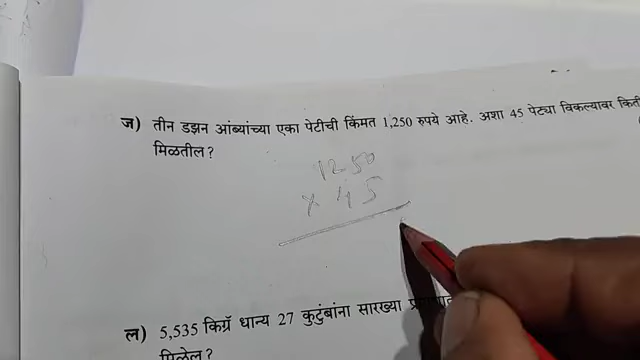 ज) तीन डझन आंब्यांच्या एका पेटीची किंमत 1,250 रुपये आहे. अशा 45 पेट्या विकल्यावर किती
मिळतील?
1250
× 45
ल) 5,535 किग्रॅ धान्य 27 कुटुंबांना सारख्या
मिळेल?